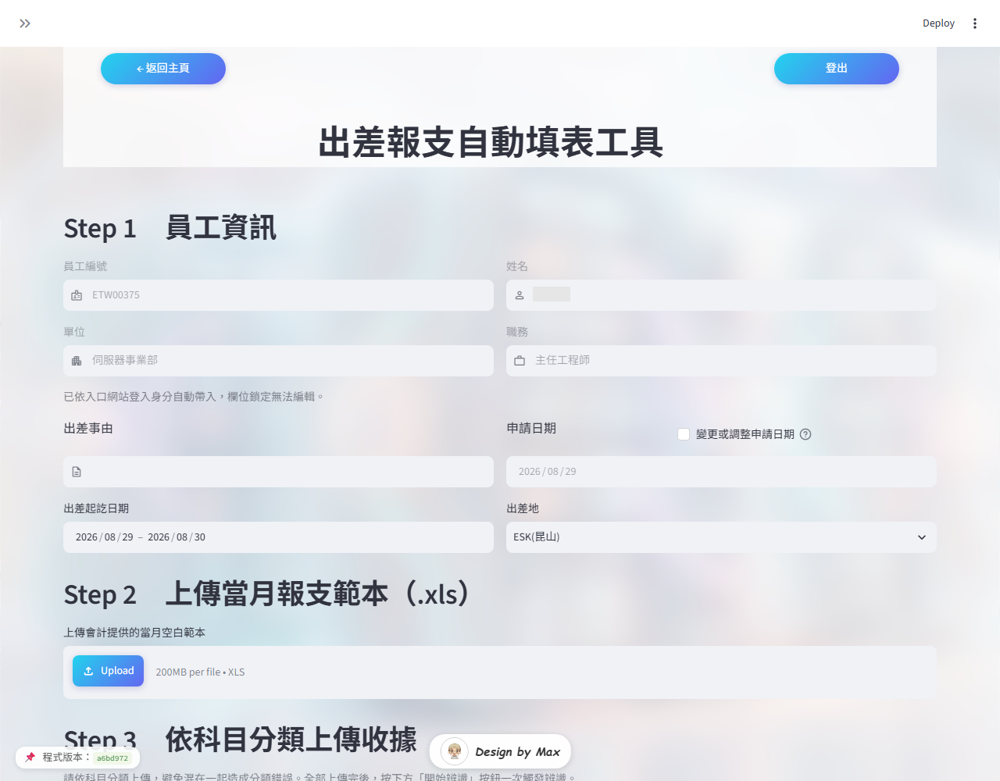 Deploy
←返回主頁
登出
出差報支自動填表工具
Step 1 員工資訊
員工編號
姓名
ETW00375
單位
職務
伺服器事業部
主任工程師
已依入口網站登入身分自動帶入，欄位鎖定無法編輯。
出差事由
申請日期
變更或調整申請日期
2026/08/29
出差起訖日期
出差地
2026/08/29 – 2026/08/30
ESK(昆山)
Step 2 上傳當月報支範本（.xls）
上傳會計提供的當月空白範本
Upload
200MB per file • XLS
Step 3 依科目分類上傳收據
程式版本：a6bd972
Design by Max
請依科目分類上傳，避免混在一起造成分類錯誤。全部上傳完後，按下方「開始辨識」按鈕一次觸發辨識。